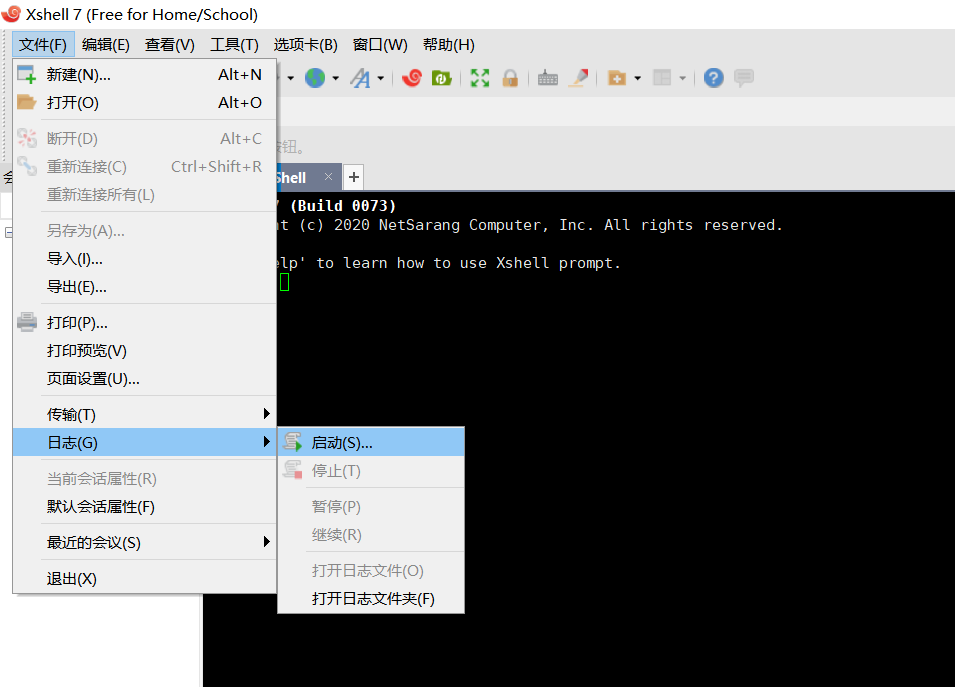 Xshell 7 (Free for Home/School)
文件(F) 编辑(E) 查看(V) 工具(T) 选项卡(B) 窗口(W) 帮助(H)
新建(N)... Alt+N
打开(O) Alt+O
断开(D) Alt+C
重新连接(C) Ctrl+Shift+R
重新连接所有(L)
另存为(A)...
导入(I)...
导出(E)...
打印(P)...
打印预览(V)
页面设置(U)...
传输(T)
日志(G)
当前会话属性(R)
默认会话属性(F)
最近的会议(S)
退出(X)
启动(S)...
停止(T)
暂停(P)
继续(R)
打开日志文件(O)
打开日志文件夹(F)
钮。
hell
(Build 0073)
(c) 2020 NetSarang Computer, Inc. All rights reserved.
to learn how to use Xshell prompt.